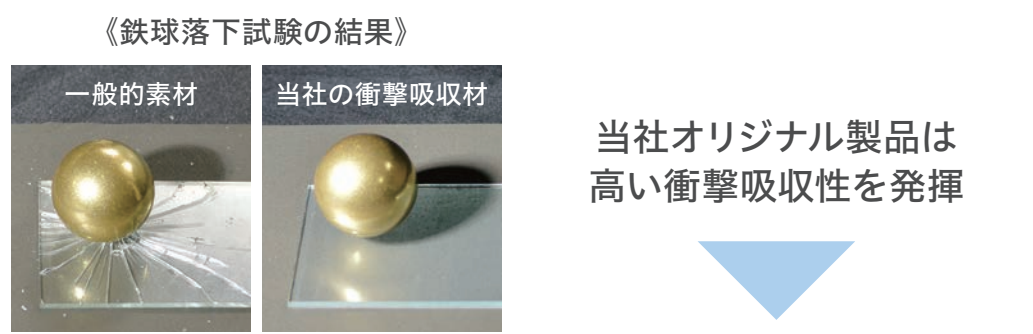 《鉄球落下試験の結果》
一般的素材
当社の衝撃吸収材
当社オリジナル製品は
高い衝撃吸収性を発揮